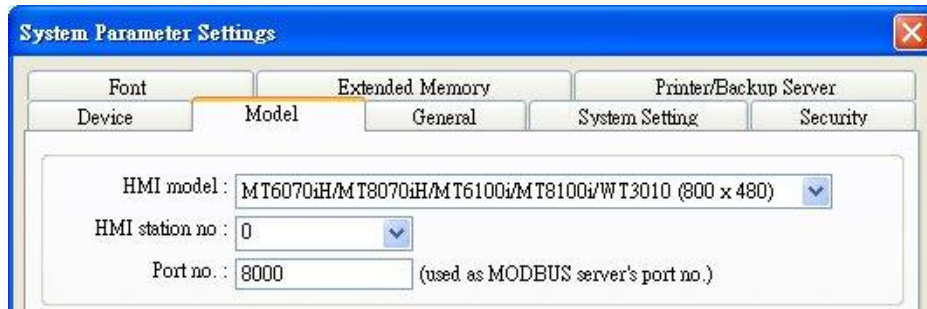 System Parameter Settings
Font Extended Memory Printer/Backup Server
Device Model General System Setting Security
HMI model : MT6070iH/MT8070iH/MT6100i/MT8100i/WT3010 (800 x 480)
HMI station no : 0
Port no. : 8000 (used as MODBUS server's port no.)